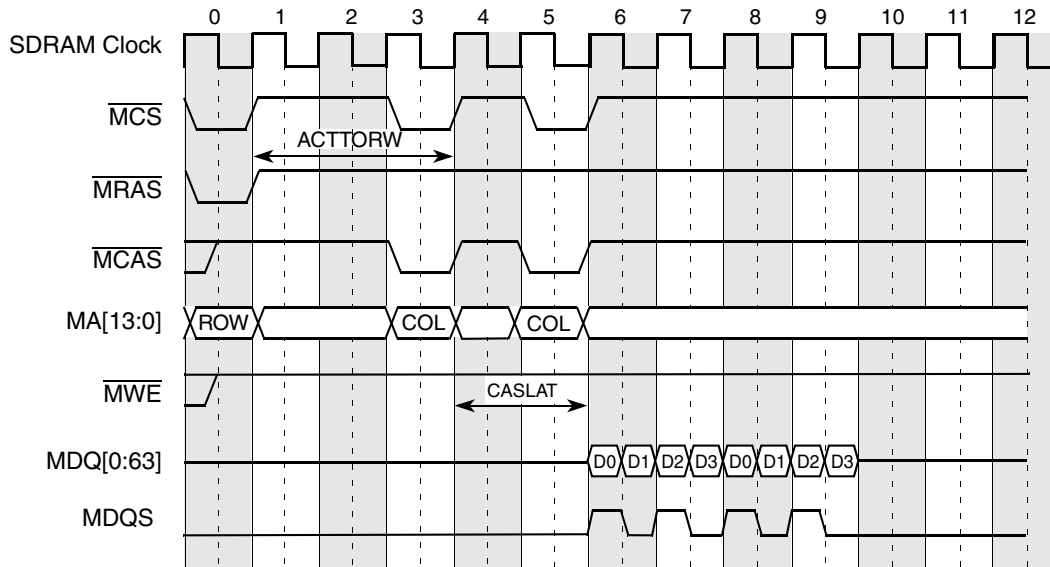 0 1 2 3 4 5 6 7 8 9 10 11 12
SDRAM Clock
MCS
ACTTORW
MRAS
MCAS
MA[13:0] ROW COL COL
MWE CASLAT
MDQ[0:63] D0 D1 D2 D3 D0 D1 D2 D3
MDQS